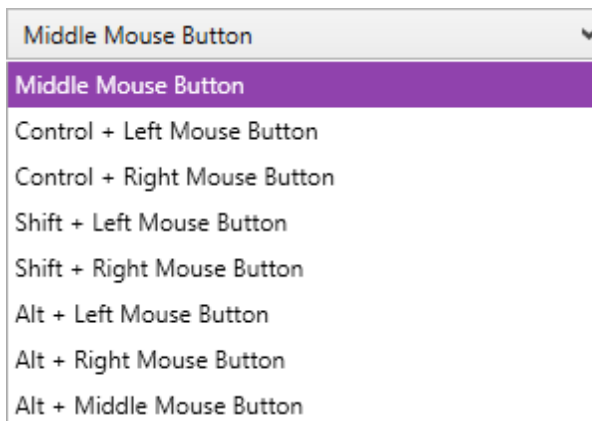 Middle Mouse Button
Middle Mouse Button
Control + Left Mouse Button
Control + Right Mouse Button
Shift + Left Mouse Button
Shift + Right Mouse Button
Alt + Left Mouse Button
Alt + Right Mouse Button
Alt + Middle Mouse Button